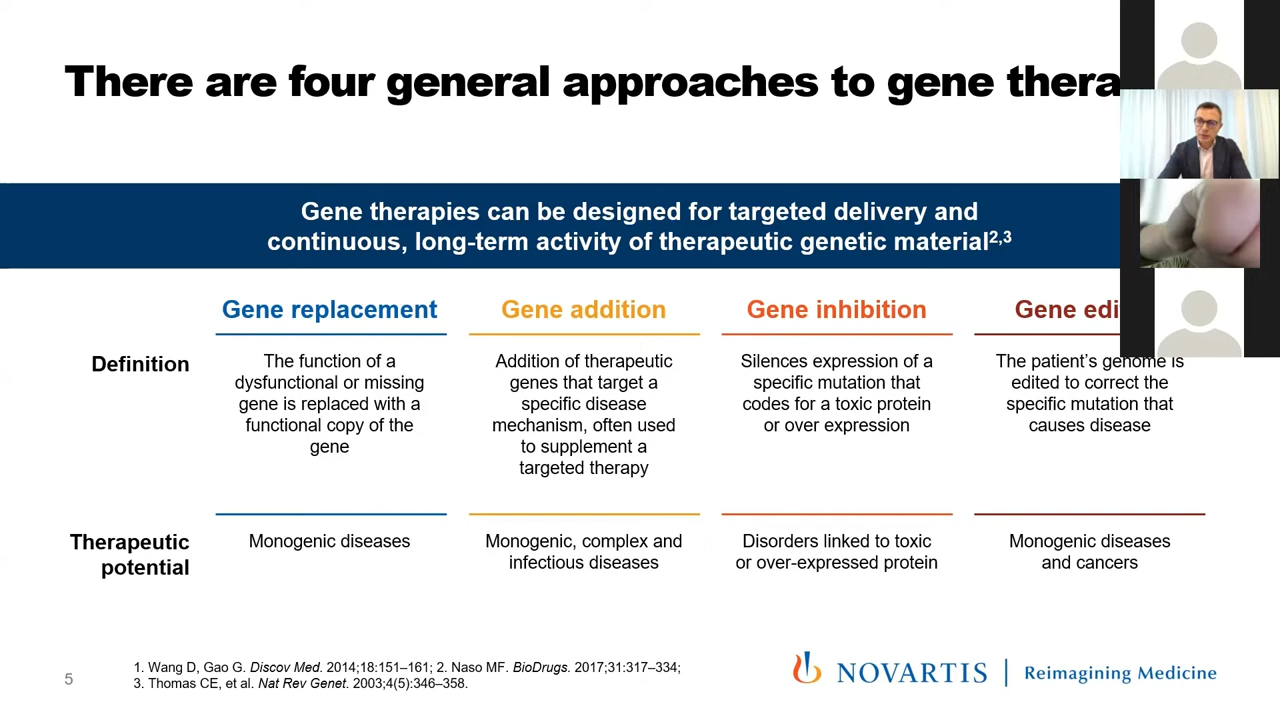 There are four general approaches to gene thera
Gene therapies can be designed for targeted delivery and
continuous, long-term activity of therapeutic genetic material2,3
Gene replacement
Gene addition
Gene inhibition
Gene edi
Definition
The function of a
dysfunctional or missing
gene is replaced with a
functional copy of the
gene
Addition of therapeutic
genes that target a
specific disease
mechanism, often used
to supplement a
targeted therapy
Silences expression of a
specific mutation that
codes for a toxic protein
or over expression
The patient’s genome is
edited to correct the
specific mutation that
causes disease
Therapeutic
potential
Monogenic diseases
Monogenic, complex and
infectious diseases
Disorders linked to toxic
or over-expressed protein
Monogenic diseases
and cancers
5
1. Wang D, Gao G. Discov Med. 2014;18:151–161; 2. Naso MF. BioDrugs. 2017;31:317–334;
3. Thomas CE, et al. Nat Rev Genet. 2003;4(5):346–358.
NOVARTIS | Reimagining Medicine